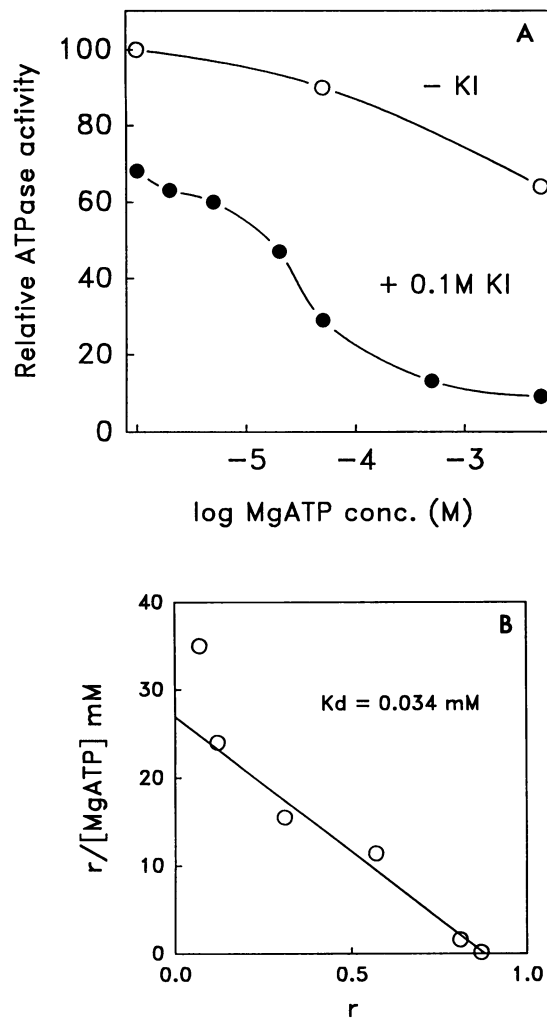 A
100
80
60
40
20
0
Relative ATPase activity
− KI
+ 0.1M KI
−5 −4 −3
log MgATP conc. (M)
B
40
30
20
10
0
r/[MgATP] mM
Kd = 0.034 mM
0.0 0.5 1.0
r